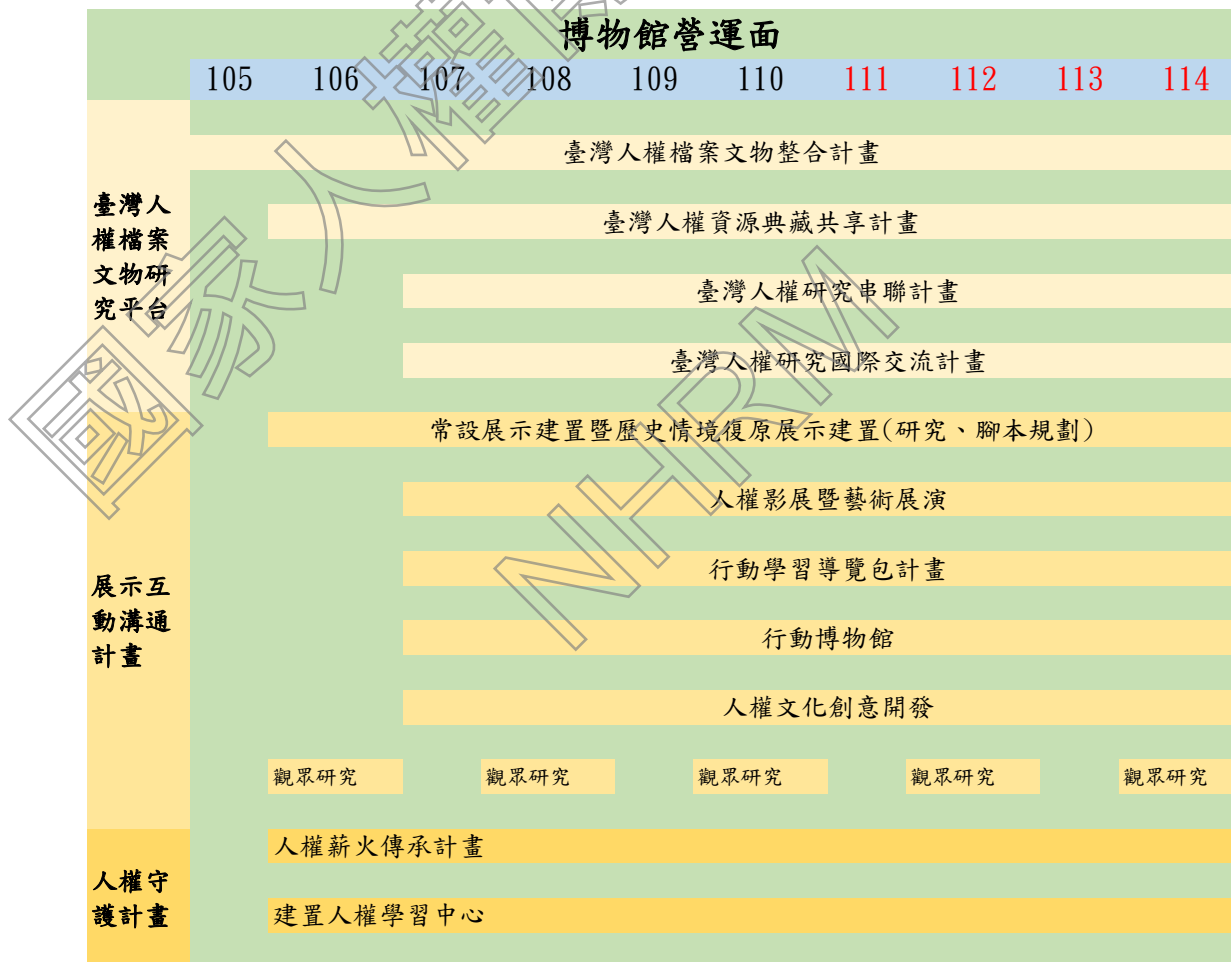 博物館營運面
105 106 107 108 109 110 111 112 113 114
臺灣人權檔案文物整合計畫
臺灣人
權檔案
文物研
究平台
臺灣人權資源典藏共享計畫
臺灣人權研究串聯計畫
臺灣人權研究國際交流計畫
常設展示建置暨歷史情境復原展示建置(研究、腳本規劃)
人權影展暨藝術展演
展示互
動溝通
計畫
行動學習導覽包計畫
行動博物館
人權文化創意開發
觀眾研究 觀眾研究 觀眾研究 觀眾研究 觀眾研究
人權守
護計畫
人權薪火傳承計畫
建置人權學習中心
國家人權
NHRM